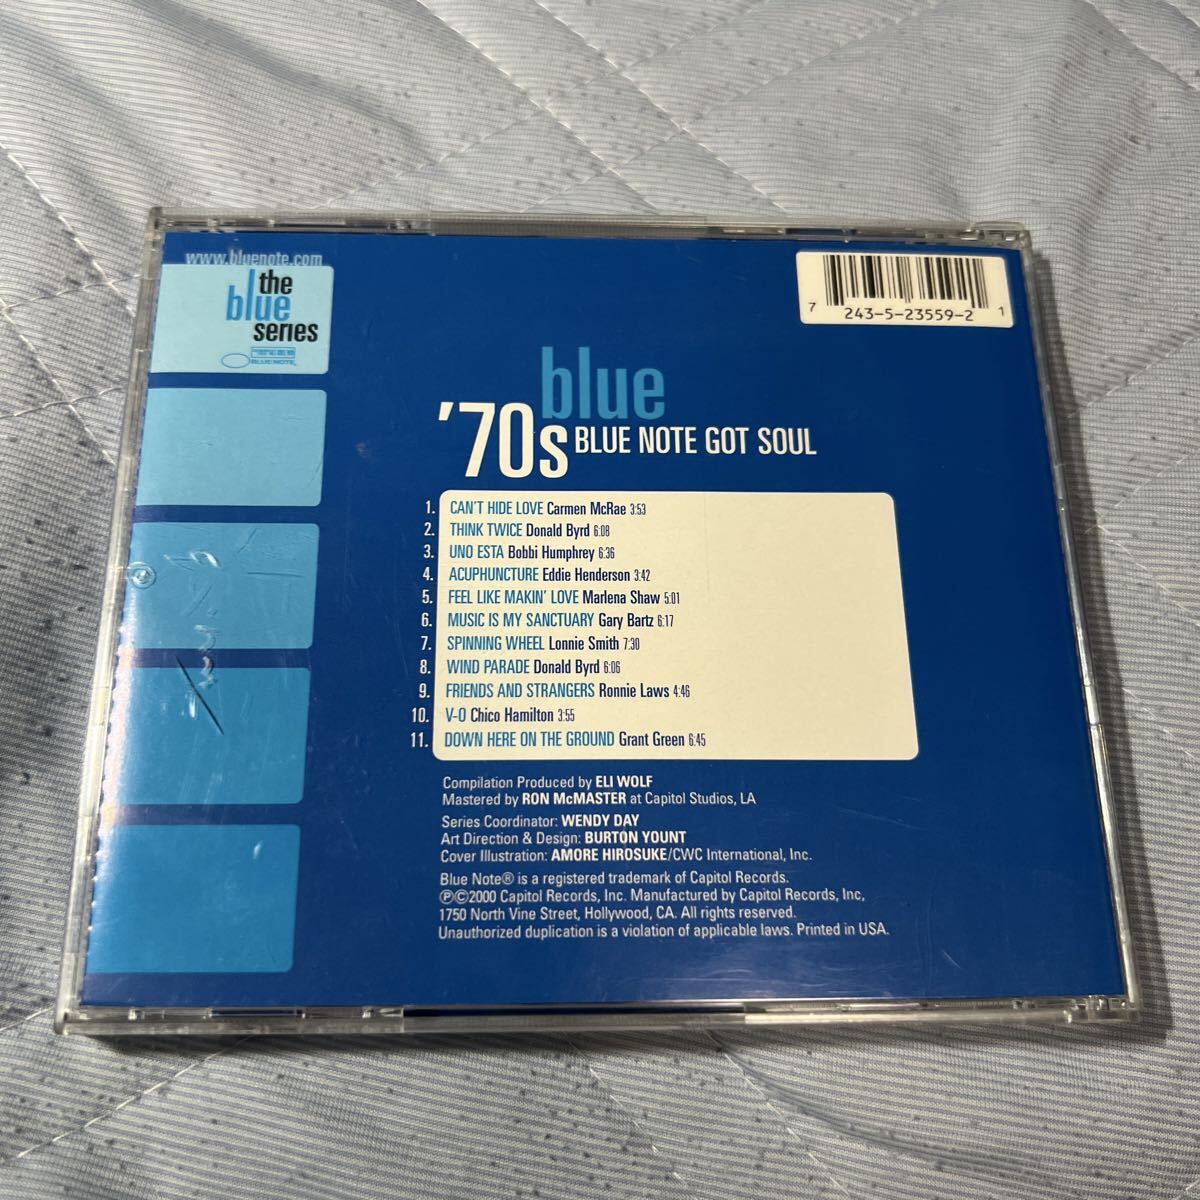 www.bluenote.com
the
blue
series
BLUE NOTE
7 243-5-23559-2 1
blue
'70s BLUE NOTE GOT SOUL
1. CAN'T HIDE LOVE Carmen McRae 3:53
2. THINK TWICE Donald Byrd 6:08
3. UNO ESTA Bobbi Humphrey 6:36
4. ACUPHUNCTURE Eddie Henderson 3:42
5. FEEL LIKE MAKIN' LOVE Marlena Shaw 5:01
6. MUSIC IS MY SANCTUARY Gary Bartz 6:17
7. SPINNING WHEEL Lonnie Smith 7:30
8. WIND PARADE Donald Byrd 6:06
9. FRIENDS AND STRANGERS Ronnie Laws 4:46
10. V-O Chico Hamilton 3:55
11. DOWN HERE ON THE GROUND Grant Green 6:45
Compilation Produced by ELI WOLF
Mastered by RON McMASTER at Capitol Studios, LA
Series Coordinator: WENDY DAY
Art Direction & Design: BURTON YOUNT
Cover Illustration: AMORE HIROSUKE/CWC International, Inc.
Blue Note® is a registered trademark of Capitol Records.
℗©2000 Capitol Records, Inc. Manufactured by Capitol Records, Inc,
1750 North Vine Street, Hollywood, CA. All rights reserved.
Unauthorized duplication is a violation of applicable laws. Printed in USA.